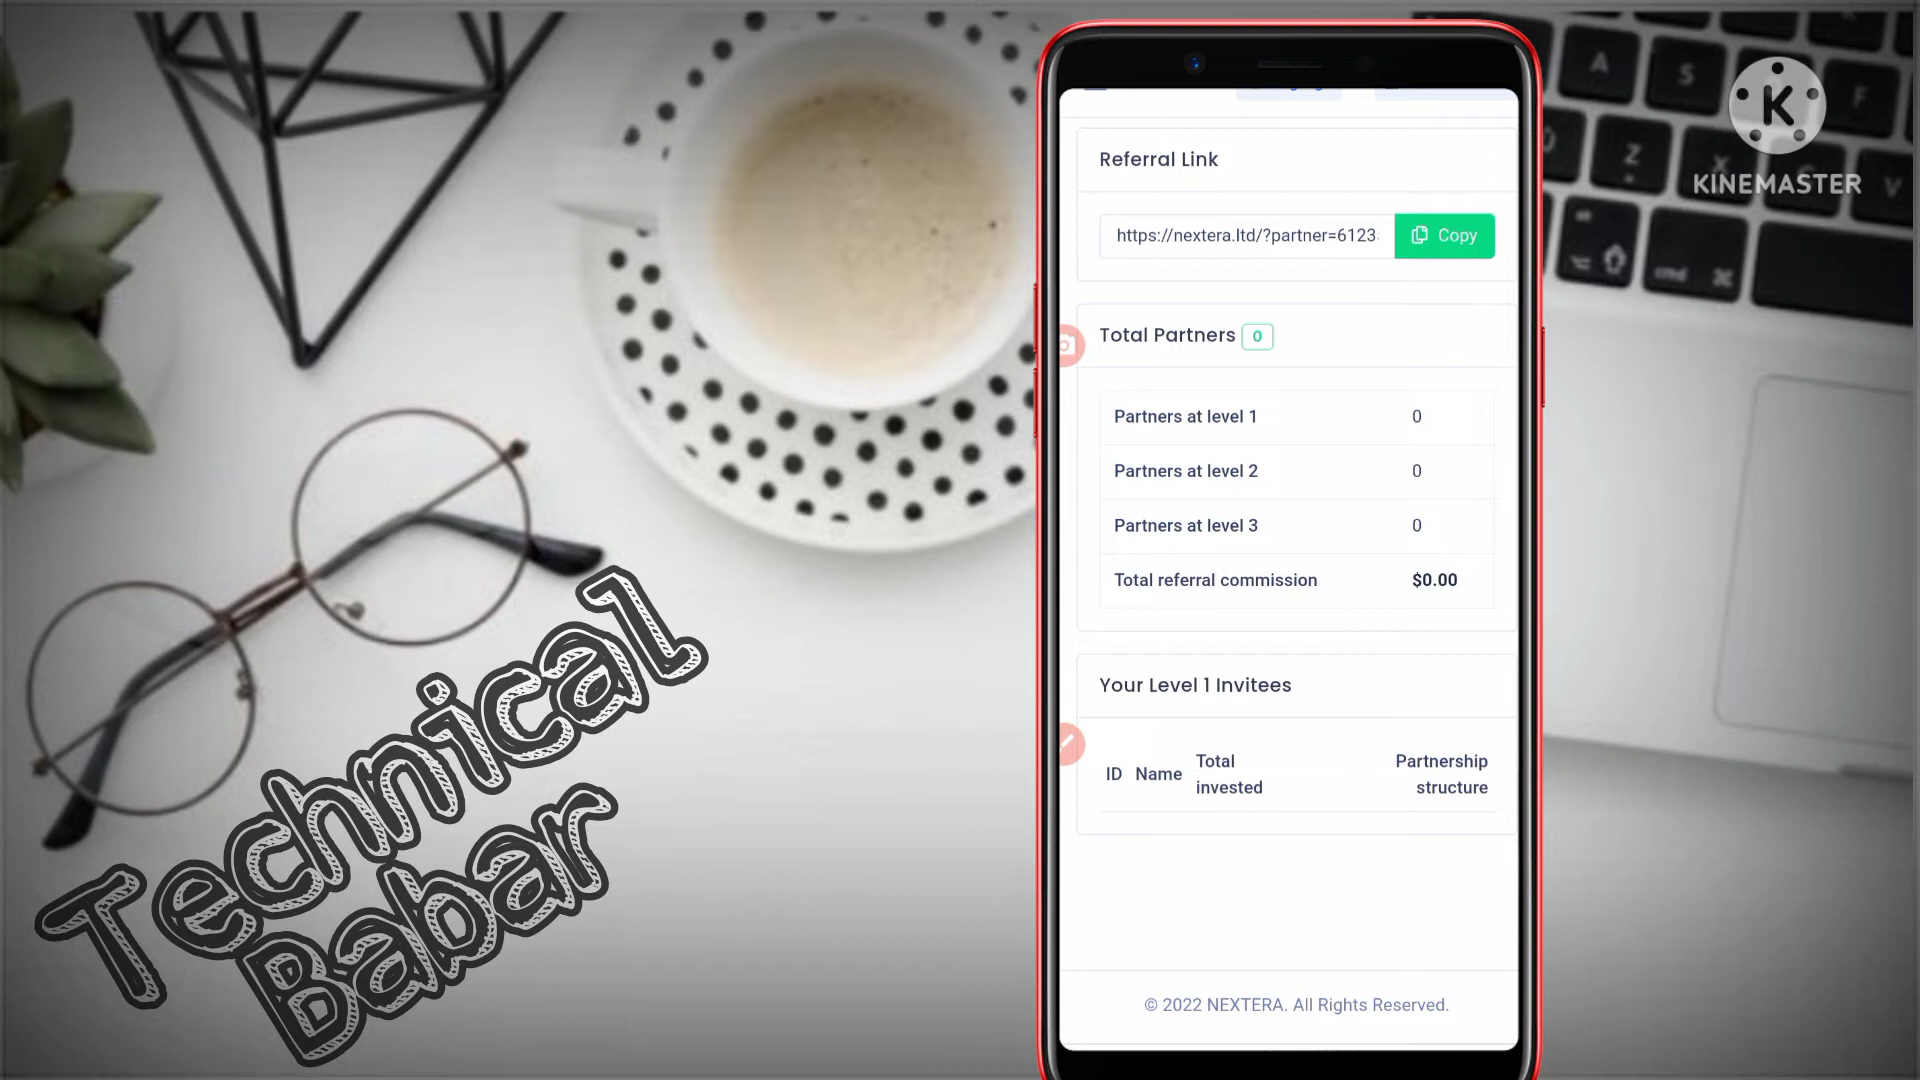 Referral Link
https://nextera.ltd/?partner=6123
Copy
Total Partners 0
Partners at level 1 0
Partners at level 2 0
Partners at level 3 0
Total referral commission $0.00
Your Level 1 Invitees
ID Name Total invested Partnership structure
© 2022 NEXTERA. All Rights Reserved.
Technical
Babar
K
KINEMASTER
A
S
F
Z
X
C
V
cmd